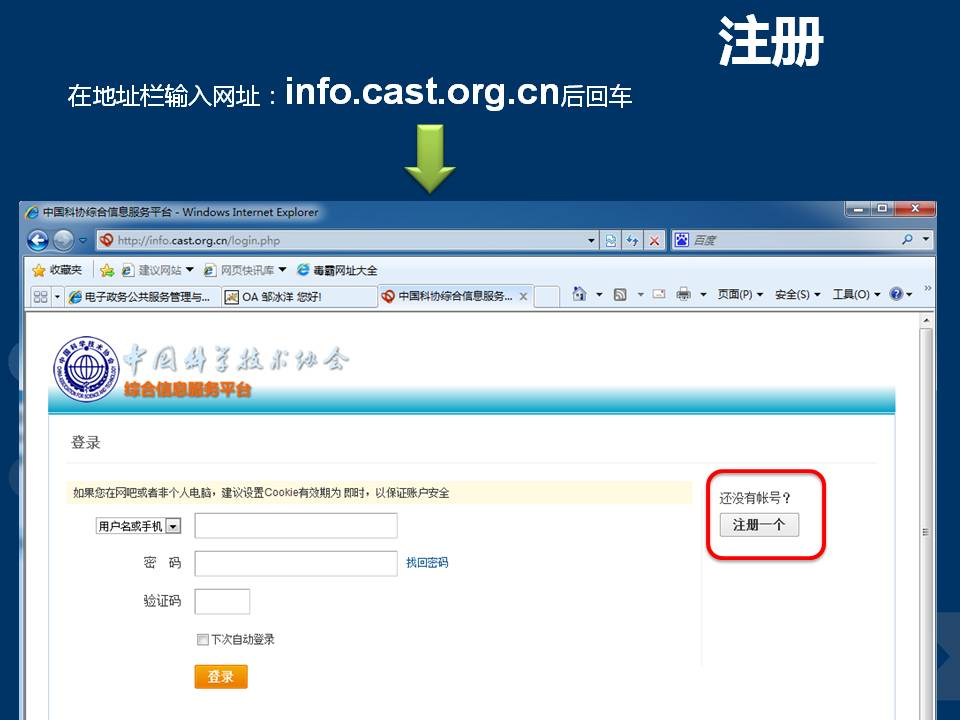 注册
在地址栏输入网址：info.cast.org.cn后回车
中国科协综合信息服务平台 - Windows Internet Explorer
http://info.cast.org.cn/login.php
百度
收藏夹 建议网站 网页快讯库 毒霸网址大全
电子政务公共服务管理与... OA 邹冰洋 您好! 中国科协综合信息服务... 页面(P) 安全(S) 工具(O)
中国科学技术协会
综合信息服务平台
登录
如果您在网吧或者非个人电脑，建议设置Cookie有效期为 即时，以保证账户安全
还没有帐号？
用户名或手机
注册一个
密 码 找回密码
验证码
下次自动登录
登录